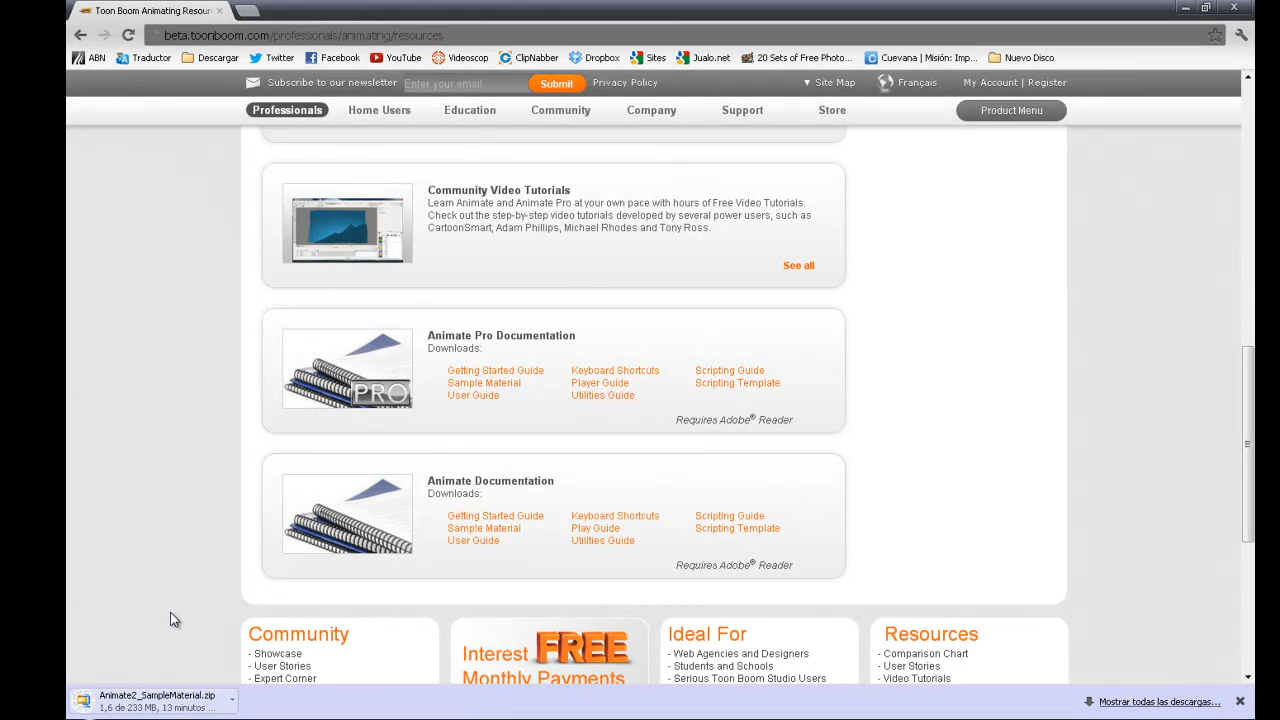 Toon Boom Animating Resour
beta.toonboom.com/professionals/animating/resources
ABN Traductor Descargar Twitter Facebook YouTube Videoscop ClipNabber Dropbox Sites Jualo.net 20 Sets of Free Photo... Cuevana | Misión: Imp... Nuevo Disco
Subscribe to our newsletter Enter your email Submit Privacy Policy Site Map Français My Account | Register
Professionals Home Users Education Community Company Support Store Product Menu
Community Video Tutorials
Learn Animate and Animate Pro at your own pace with hours of Free Video Tutorials.
Check out the step-by-step video tutorials developed by several power users, such as
CartoonSmart, Adam Phillips, Michael Rhodes and Tony Ross.
See all
PRO
Animate Pro Documentation
Downloads:
Getting Started Guide Keyboard Shortcuts Scripting Guide
Sample Material Player Guide Scripting Template
User Guide Utilities Guide
Requires Adobe® Reader
Animate Documentation
Downloads:
Getting Started Guide Keyboard Shortcuts Scripting Guide
Sample Material Play Guide Scripting Template
User Guide Utilities Guide
Requires Adobe® Reader
Community
- Showcase
- User Stories
- Expert Corner
Interest FREE
Monthly Payments
Ideal For
- Web Agencies and Designers
- Students and Schools
- Serious Toon Boom Studio Users
Resources
- Comparison Chart
- User Stories
- Video Tutorials
Animate2_SampleMaterial.zip
1,6 de 233 MB, 13 minutos ...
Mostrar todas las descargas...